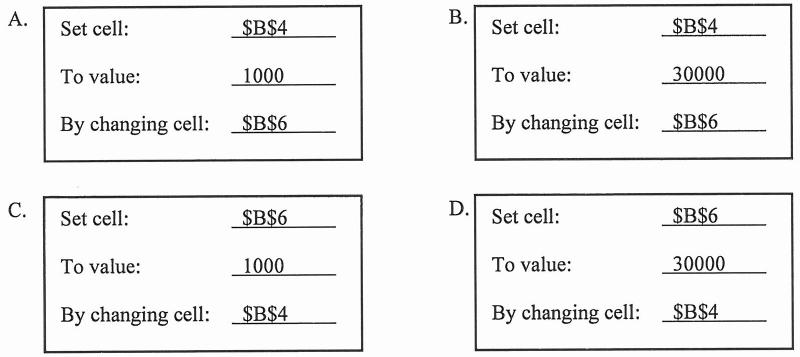 A.
Set cell: $B$4
To value: 1000
By changing cell: $B$6
B.
Set cell: $B$4
To value: 30000
By changing cell: $B$6
C.
Set cell: $B$6
To value: 1000
By changing cell: $B$4
D.
Set cell: $B$6
To value: 30000
By changing cell: $B$4